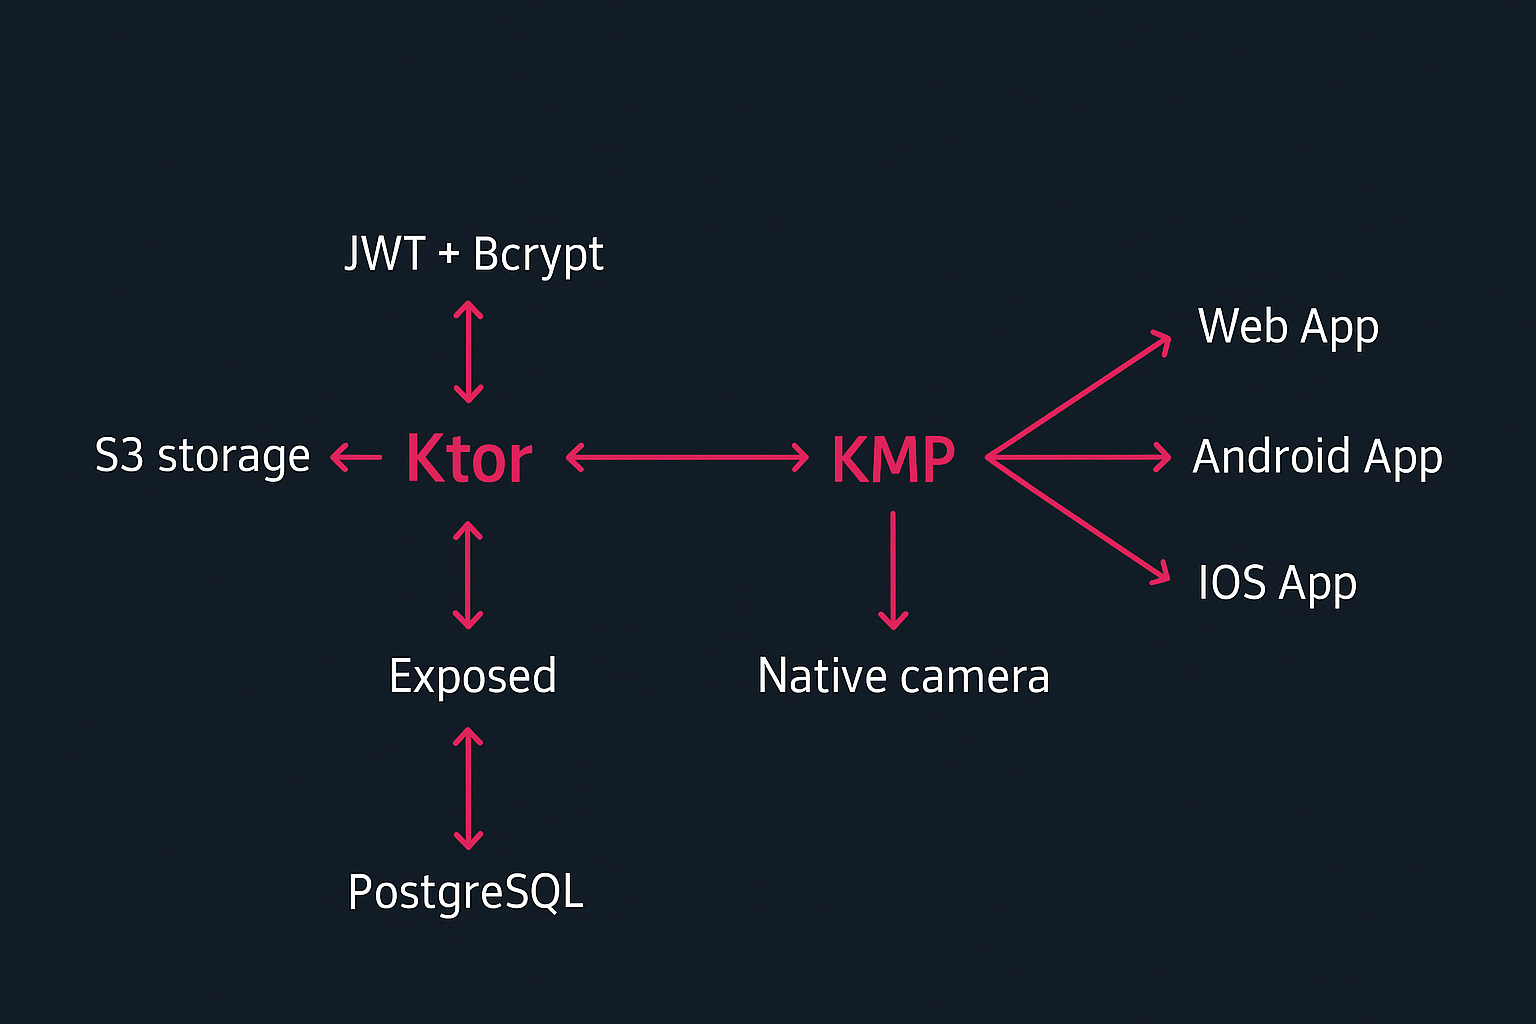 JWT + Bcrypt
Web App
S3 storage
Ktor
KMP
Android App
IOS App
Exposed
Native camera
PostgreSQL